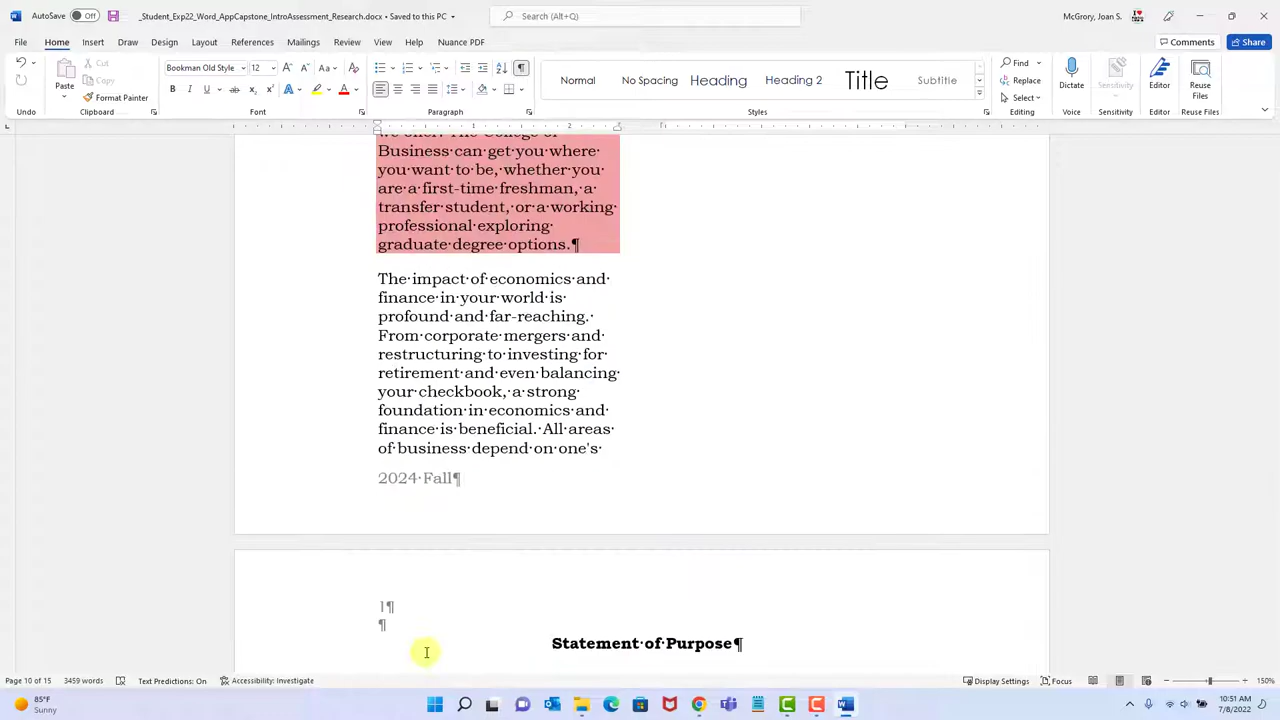 AutoSave Off _Student_Exp22_Word_AppCapstone_IntroAssessment_Research.docx • Saved to this PC Search (Alt+Q) McGrory, Joan S.
File Home Insert Draw Design Layout References Mailings Review View Help Nuance PDF Comments Share
Paste Cut Copy Format Painter Bookman Old Style 12 Normal No Spacing Heading Heading 2 Title Subtitle Find Replace Select Dictate Sensitivity Editor Reuse Files
Undo Clipboard Font Paragraph Styles Editing Voice Sensitivity Editor Reuse Files
we offer? The College of
Business·can·get·you·where·
you·want·to·be,·whether·you·
are·a·first-time·freshman,·a·
transfer·student,·or·a·working·
professional·exploring·
graduate·degree·options.¶
The·impact·of·economics·and·
finance·in·your·world·is·
profound·and·far-reaching.·
From·corporate·mergers·and·
restructuring·to·investing·for·
retirement·and·even·balancing·
your·checkbook,·a·strong·
foundation·in·economics·and·
finance·is·beneficial.·All·areas·
of·business·depend·on·one's·
2024·Fall¶
1¶
¶
Statement·of·Purpose¶
Page 10 of 15 3459 words Text Predictions: On Accessibility: Investigate Display Settings Focus 150%
85°F 10:51 AM
Sunny 7/8/2022